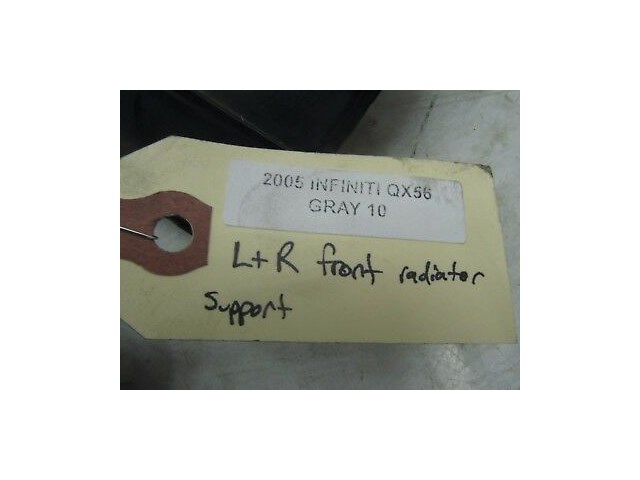 2005 INFINITI QX56
GRAY 10
L+R front radiator
support